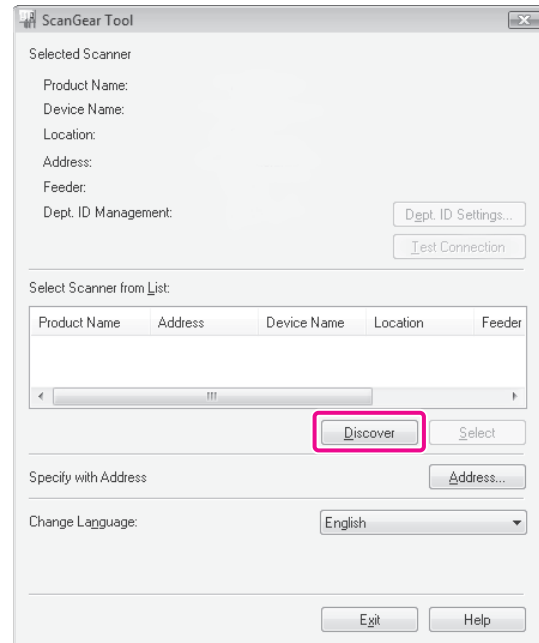 ScanGear Tool
Selected Scanner
Product Name:
Device Name:
Location:
Address:
Feeder:
Dept. ID Management:
Dept. ID Settings...
Test Connection
Select Scanner from List:
Product Name Address Device Name Location Feeder
Discover Select
Specify with Address Address...
Change Language: English
Exit Help